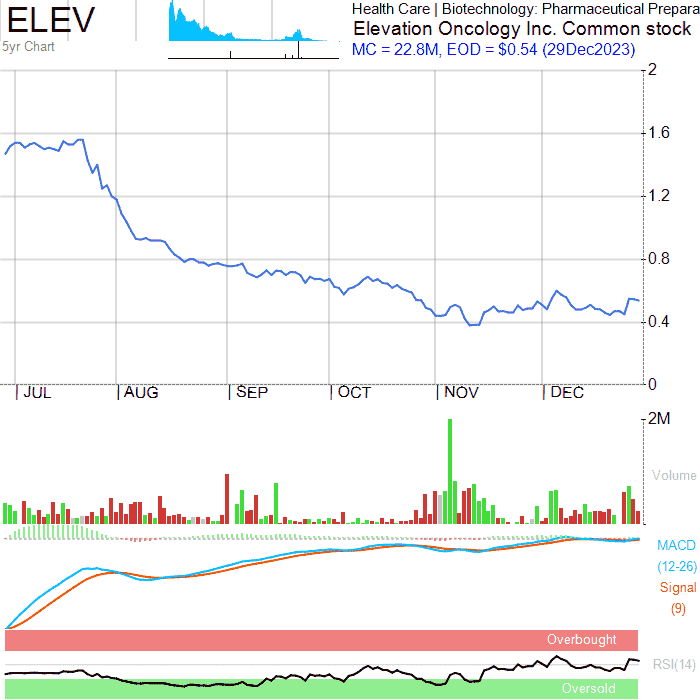 ELEV
5yr Chart
Health Care | Biotechnology: Pharmaceutical Prepara
Elevation Oncology Inc. Common stock
MC = 22.8M, EOD = $0.54 (29Dec2023)
2
1.6
1.2
0.8
0.4
0
JUL AUG SEP OCT NOV DEC
2M
Volume
MACD
(12-26)
Signal
(9)
Overbought
RSI(14)
Oversold